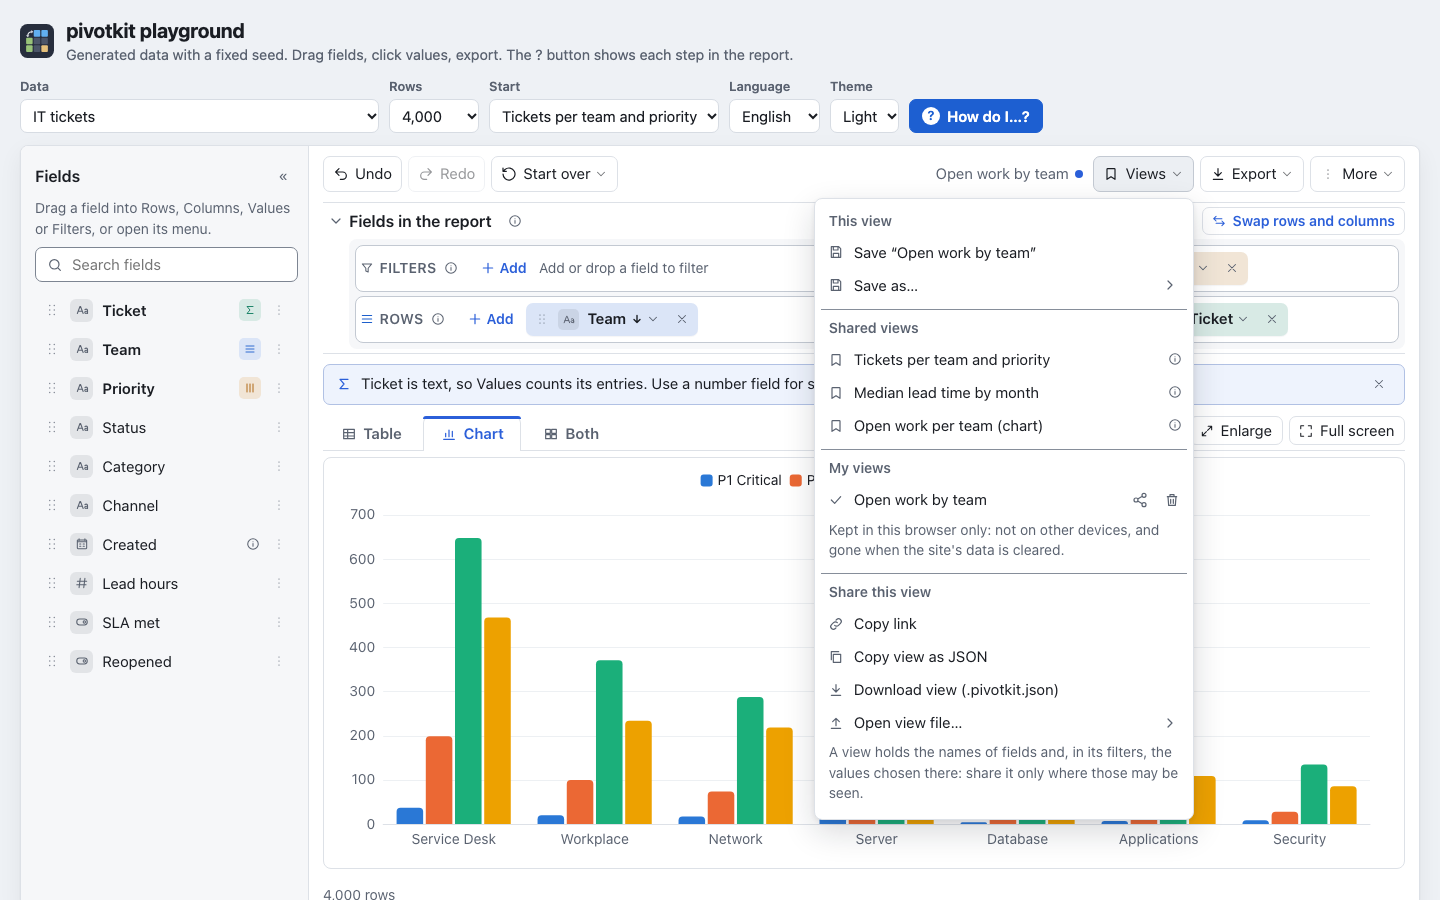 pivotkit playground
Generated data with a fixed seed. Drag fields, click values, export. The ? button shows each step in the report.
Data
Rows
Start
Language
Theme
IT tickets
4,000
Tickets per team and priority
English
Light
? How do I...?
Fields
«
Drag a field into Rows, Columns, Values
or Filters, or open its menu.
Search fields
Aa Ticket Σ
Aa Team
Aa Priority
Aa Status
Aa Category
Aa Channel
Created
Lead hours
SLA met
Reopened
Undo
Redo
Start over
Open work by team
Views
Export
More
Fields in the report
Swap rows and columns
FILTERS
+ Add
Add or drop a field to filter
ROWS
+ Add
Aa Team ↓
Ticket
Σ Ticket is text, so Values counts its entries. Use a number field for s
Table
Chart
Both
Enlarge
Full screen
This view
Save “Open work by team”
Save as...
Shared views
Tickets per team and priority
Median lead time by month
Open work per team (chart)
My views
Open work by team
Kept in this browser only: not on other devices, and
gone when the site's data is cleared.
Share this view
Copy link
Copy view as JSON
Download view (.pivotkit.json)
Open view file...
A view holds the names of fields and, in its filters, the
values chosen there: share it only where those may be
seen.
P1 Critical
700
600
500
400
300
200
100
0
Service Desk
Workplace
Network
Server
Database
Applications
Security
4,000 rows